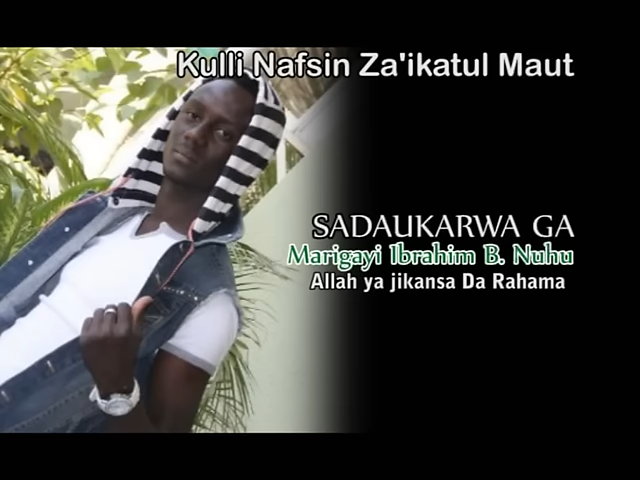 Kulli Nafsin Za'ikatul Maut
SADAUKARWA GA
Marigayi Ibrahim B. Nuhu
Allah ya jikansa Da Rahama